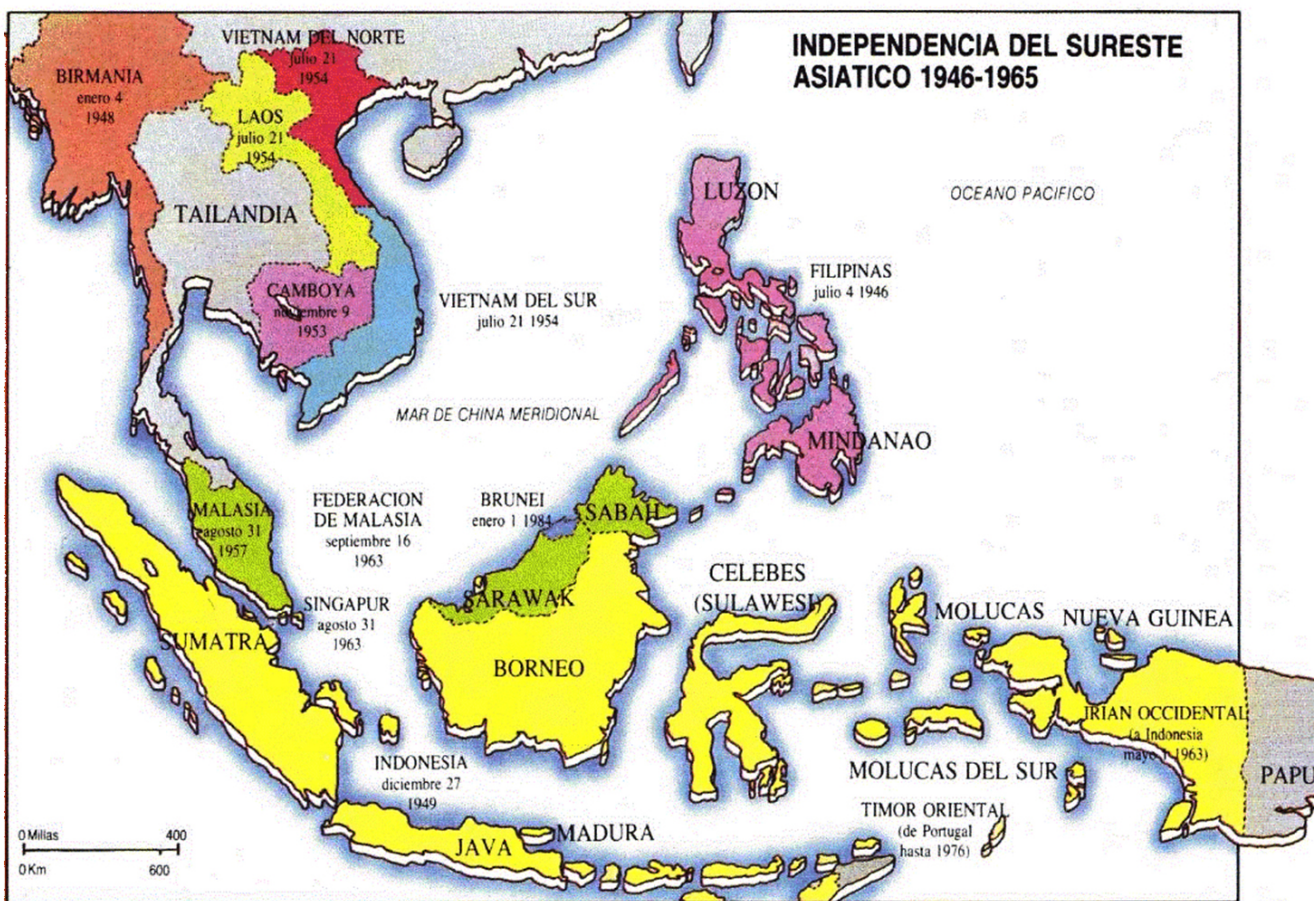 INDEPENDENCIA DEL SURESTE
ASIATICO 1946-1965
VIETNAM DEL NORTE
julio 21
1954
BIRMANIA
enero 4
1948
LAOS
julio 21
1954
TAILANDIA
LUZON
OCEANO PACIFICO
CAMBOYA
noviembre 9
1953
VIETNAM DEL SUR
julio 21 1954
FILIPINAS
julio 4 1946
MAR DE CHINA MERIDIONAL
MINDANAO
MALASIA
agosto 31
1957
FEDERACION
DE MALASIA
septiembre 16
1963
BRUNEI
enero 1 1984
SABAH
SARAWAK
SINGAPUR
agosto 31
1963
SUMATRA
BORNEO
CELEBES
(SULAWESI)
MOLUCAS
NUEVA GUINEA
IRIAN OCCIDENTAL
(a Indonesia
mayo 1 1963)
PAPU
INDONESIA
diciembre 27
1949
MOLUCAS DEL SUR
TIMOR ORIENTAL
(de Portugal
hasta 1976)
MADURA
JAVA
0 Millas 400
0 Km 600